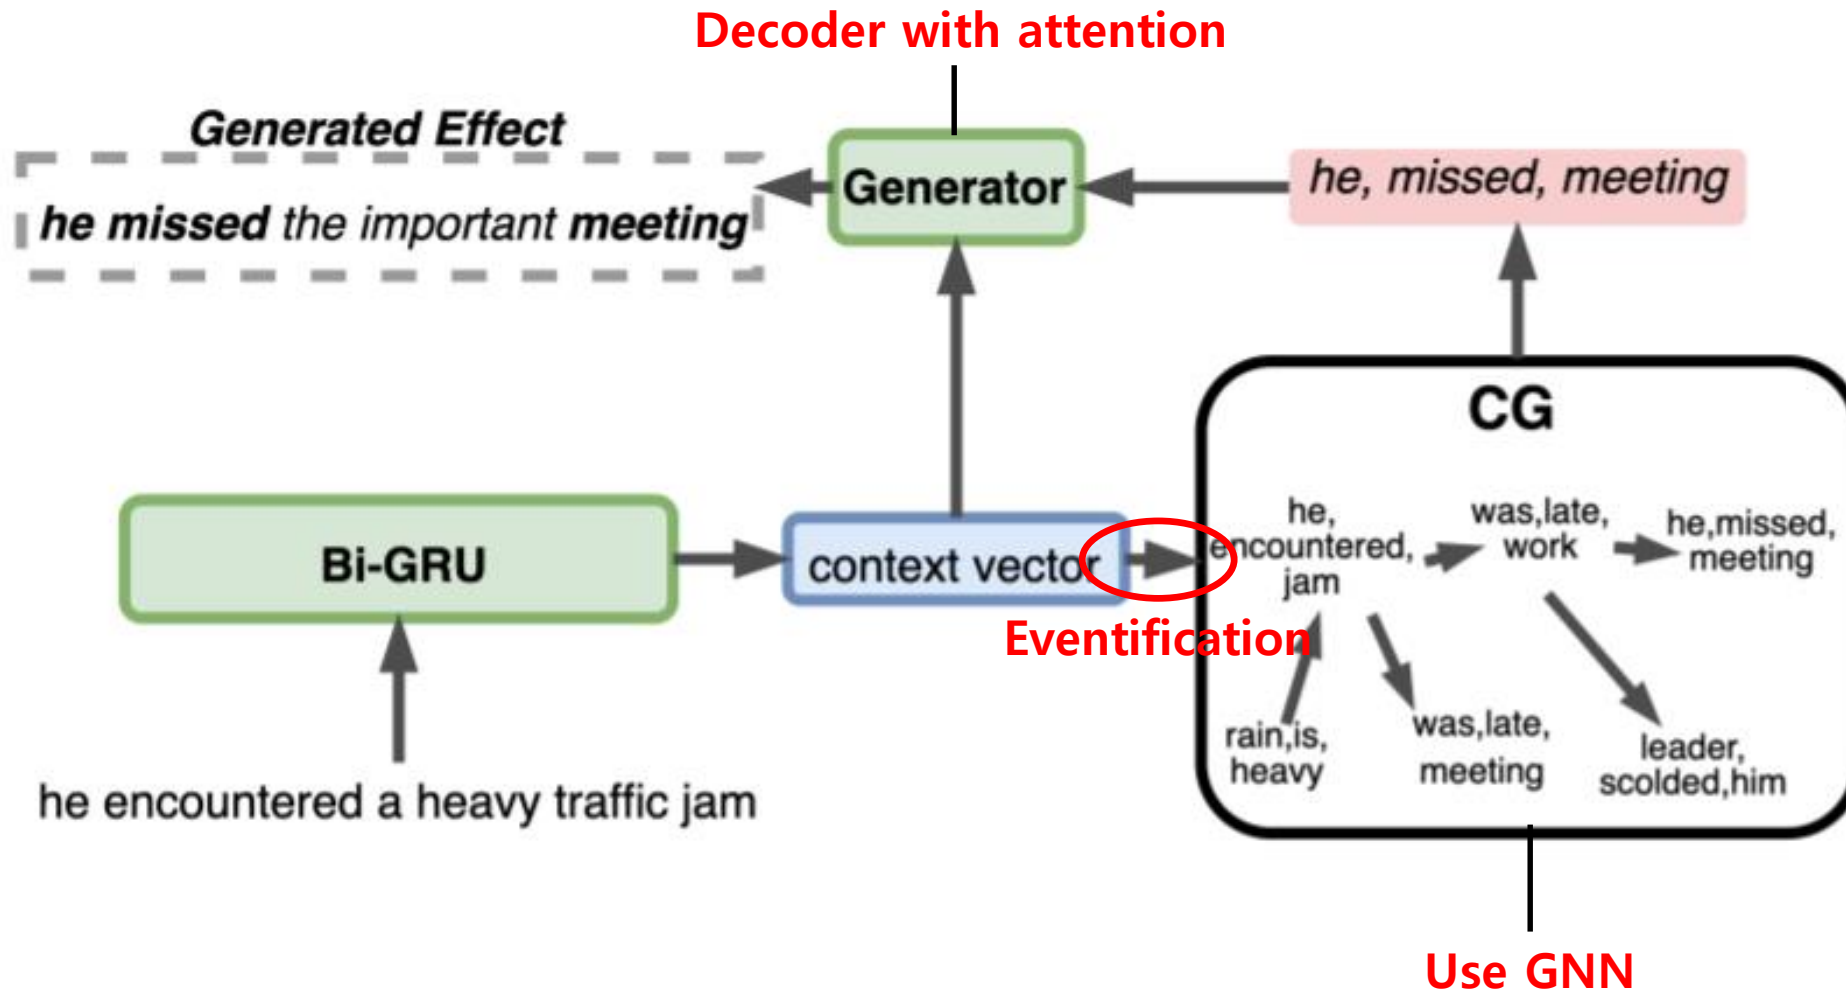 Decoder with attention
Generated Effect
he missed the important meeting
Generator
he, missed, meeting
CG
Bi-GRU
context vector
he,
encountered,
jam
was,late,
work
he,missed,
meeting
Eventification
rain,is,
heavy
was,late,
meeting
leader,
scolded,him
he encountered a heavy traffic jam
Use GNN